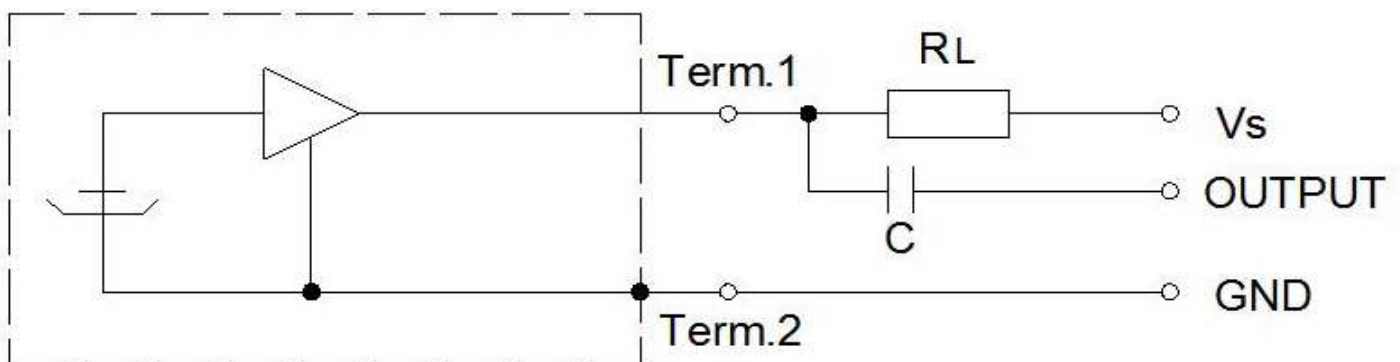 RL
Term.1
Vs
OUTPUT
C
GND
Term.2